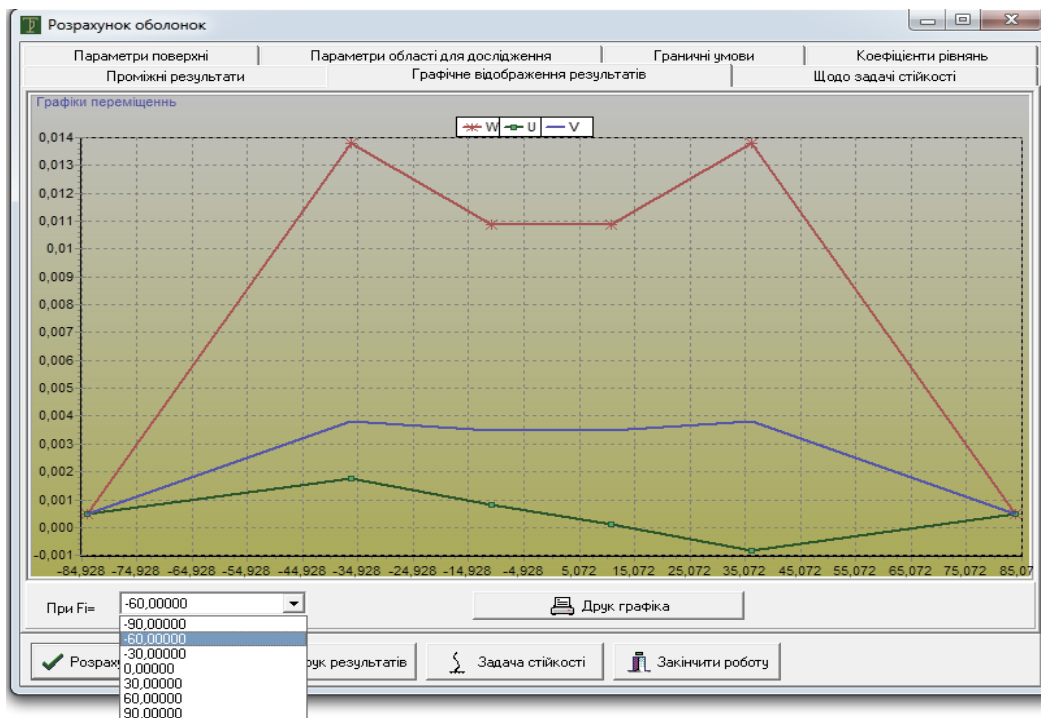 Розрахунок оболонок
Параметри поверхні
Параметри області для дослідження
Граничні умови
Коефіцієнти рівнянь
Проміжні результати
Графічне відображення результатів
Щодо задачі стійкості
Графіки переміщеннь
W U V
0,014
0,013
0,012
0,011
0,01
0,009
0,008
0,007
0,006
0,005
0,004
0,003
0,002
0,001
0,000
-0,001
-84,928 -74,928 -64,928 -54,928 -44,928 -34,928 -24,928 -14,928 -4,928 5,072 15,072 25,072 35,072 45,072 55,072 65,072 75,072 85,07
При Fi= -60,00000
Друк графіка
-90,00000
-60,00000
-30,00000
0,00000
30,00000
60,00000
90,00000
Розрах
ук результатів
Задача стійкості
Закінчити роботу